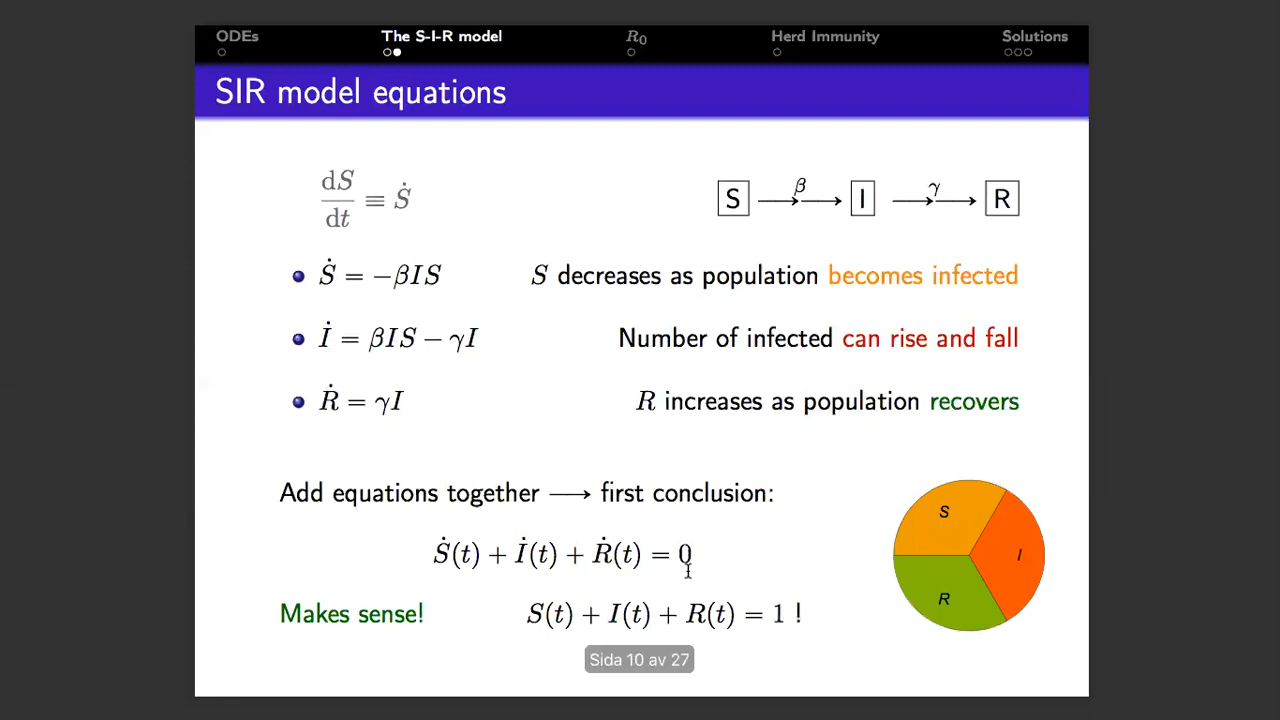 ODEs The S-I-R model R₀ Herd Immunity Solutions
SIR model equations
dS/dt ≡ Ṡ
S →β→ I →γ→ R
Ṡ = −βIS S decreases as population becomes infected
İ = βIS − γI Number of infected can rise and fall
Ṙ = γI R increases as population recovers
Add equations together ⟶ first conclusion:
Ṡ(t) + İ(t) + Ṙ(t) = 0
Makes sense! S(t) + I(t) + R(t) = 1 !
S
I
R
Sida 10 av 27